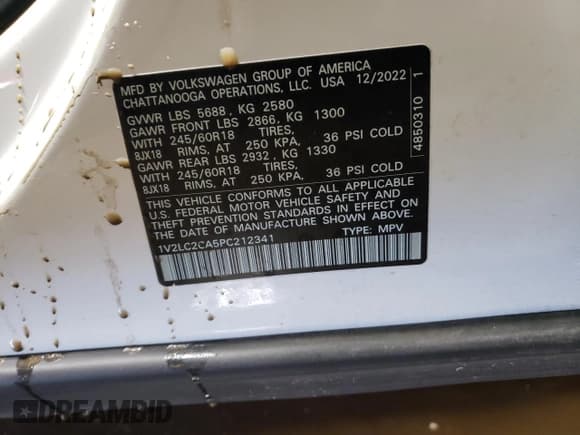 MFD BY VOLKSWAGEN GROUP OF AMERICA
CHATTANOOGA OPERATIONS, LLC. USA 12/2022
GVWR LBS 5688 , KG 2580
GAWR FRONT LBS 2866, KG 1300
WITH 245/60R18 TIRES,
8JX18 RIMS, AT 250 KPA, 36 PSI COLD
GAWR REAR LBS 2932 , KG 1330
WITH 245/60R18 TIRES,
8JX18 RIMS, AT 250 KPA, 36 PSI COLD
THIS VEHICLE CONFORMS TO ALL APPLICABLE
U.S. FEDERAL MOTOR VEHICLE SAFETY AND
THEFT PREVENTION STANDARDS IN EFFECT ON
THE DATE OF MANUFACTURE SHOWN ABOVE.
1V2LC2CA5PC212341 TYPE: MPV
4850310 1
DREAMBID